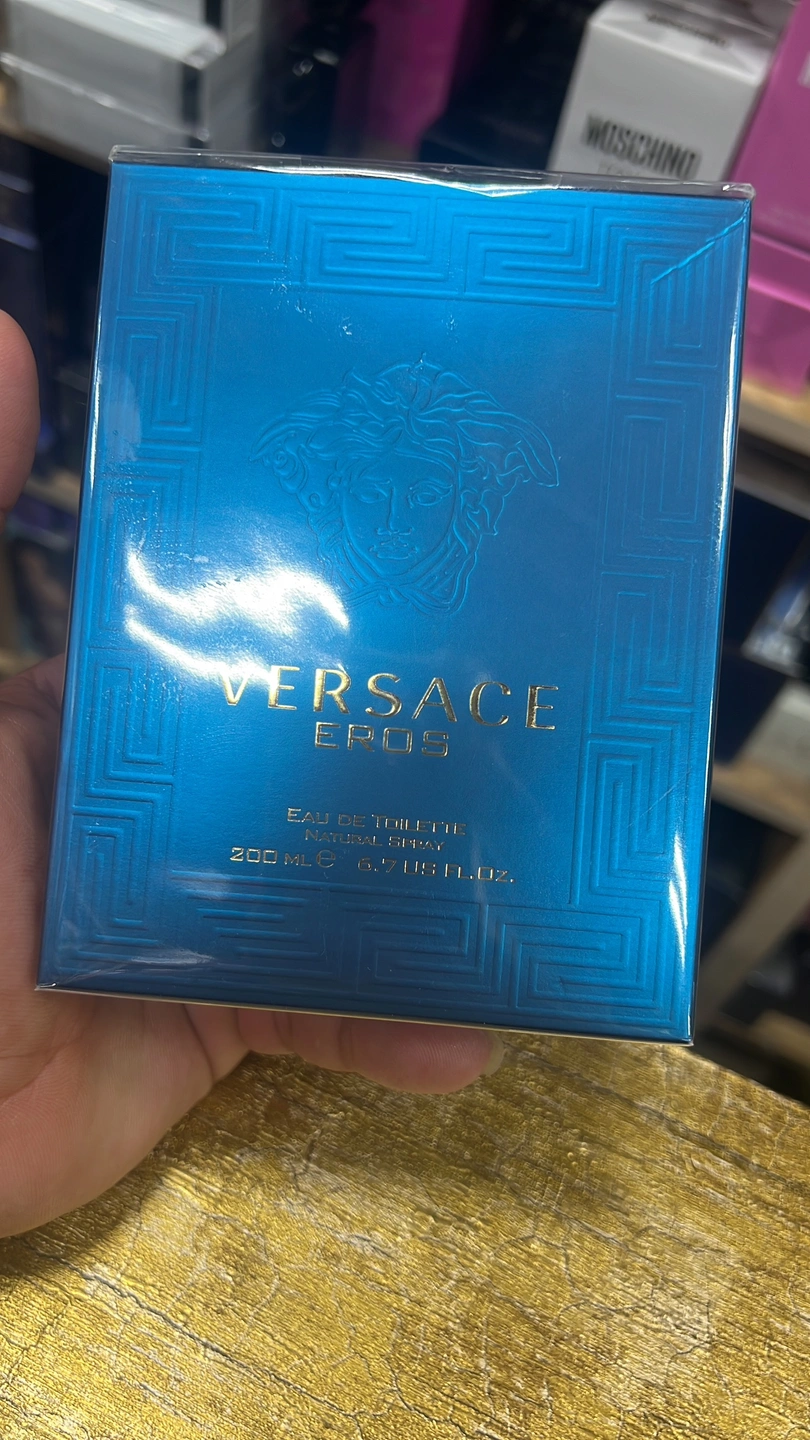 MOSCHINO
VERSACE
EROS
EAU DE TOILETTE
NATURAL SPRAY
200 ML ℮ 6.7 US FL.OZ.